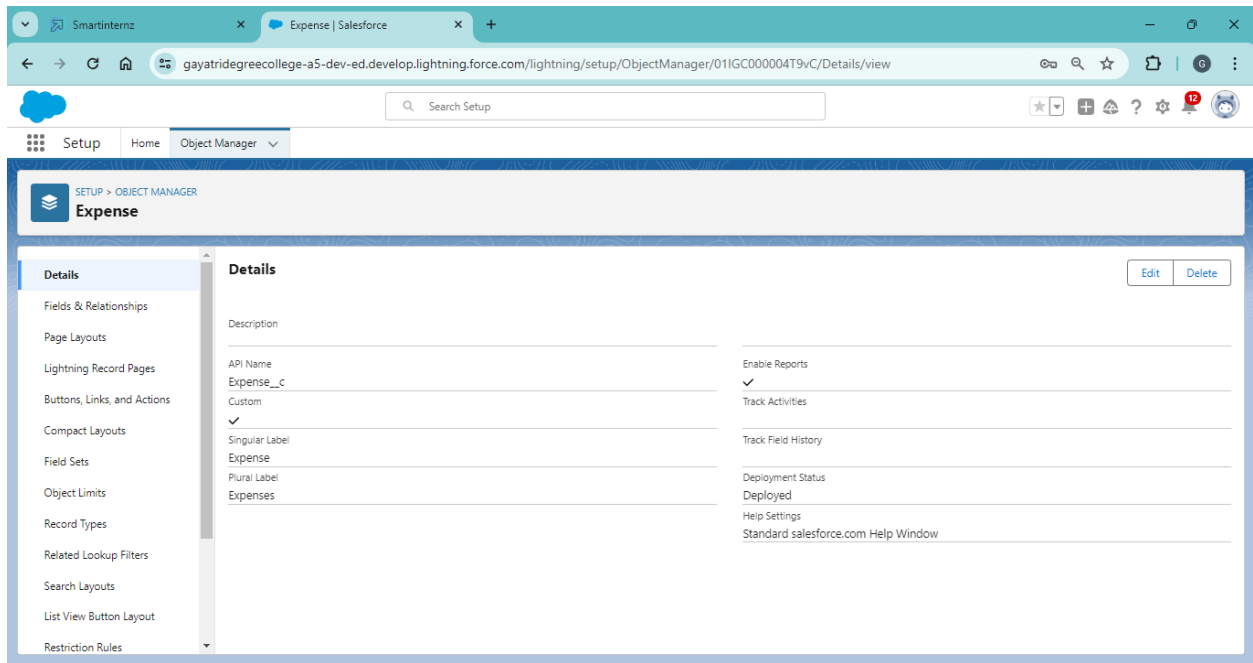 Smartinternz
Expense | Salesforce
gayatridegreecollege-a5-dev-ed.develop.lightning.force.com/lightning/setup/ObjectManager/01IGC000004T9vC/Details/view
G
Search Setup
12
Setup
Home
Object Manager
SETUP > OBJECT MANAGER
Expense
Details
Fields & Relationships
Page Layouts
Lightning Record Pages
Buttons, Links, and Actions
Compact Layouts
Field Sets
Object Limits
Record Types
Related Lookup Filters
Search Layouts
List View Button Layout
Restriction Rules
Details
Edit
Delete
Description
API Name
Expense__c
Custom
Singular Label
Expense
Plural Label
Expenses
Enable Reports
Track Activities
Track Field History
Deployment Status
Deployed
Help Settings
Standard salesforce.com Help Window